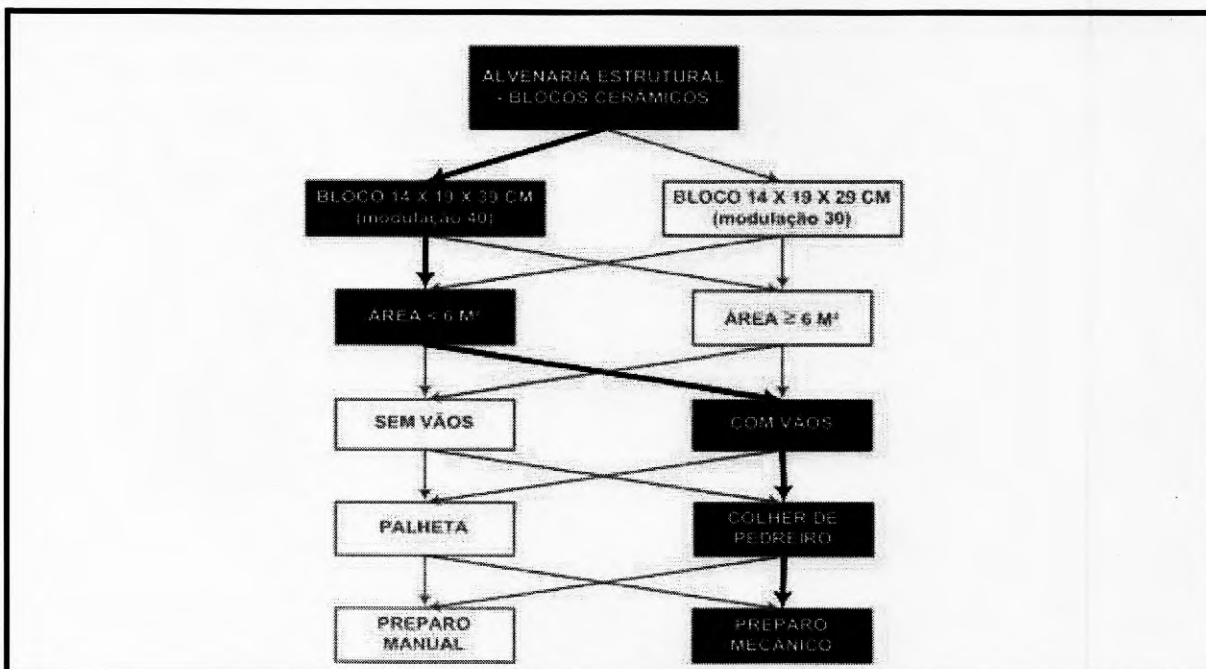 ALVENARIA ESTRUTURAL
- BLOCOS CERÂMICOS
BLOCO 14 X 19 X 39 CM
(modulação 40)
BLOCO 14 X 19 X 29 CM
(modulação 30)
ÁREA < 6 M²
ÁREA ≥ 6 M²
SEM VÃOS
COM VÃOS
PALHETA
COLHER DE
PEDREIRO
PREPARO
MANUAL
PREPARO
MECÂNICO